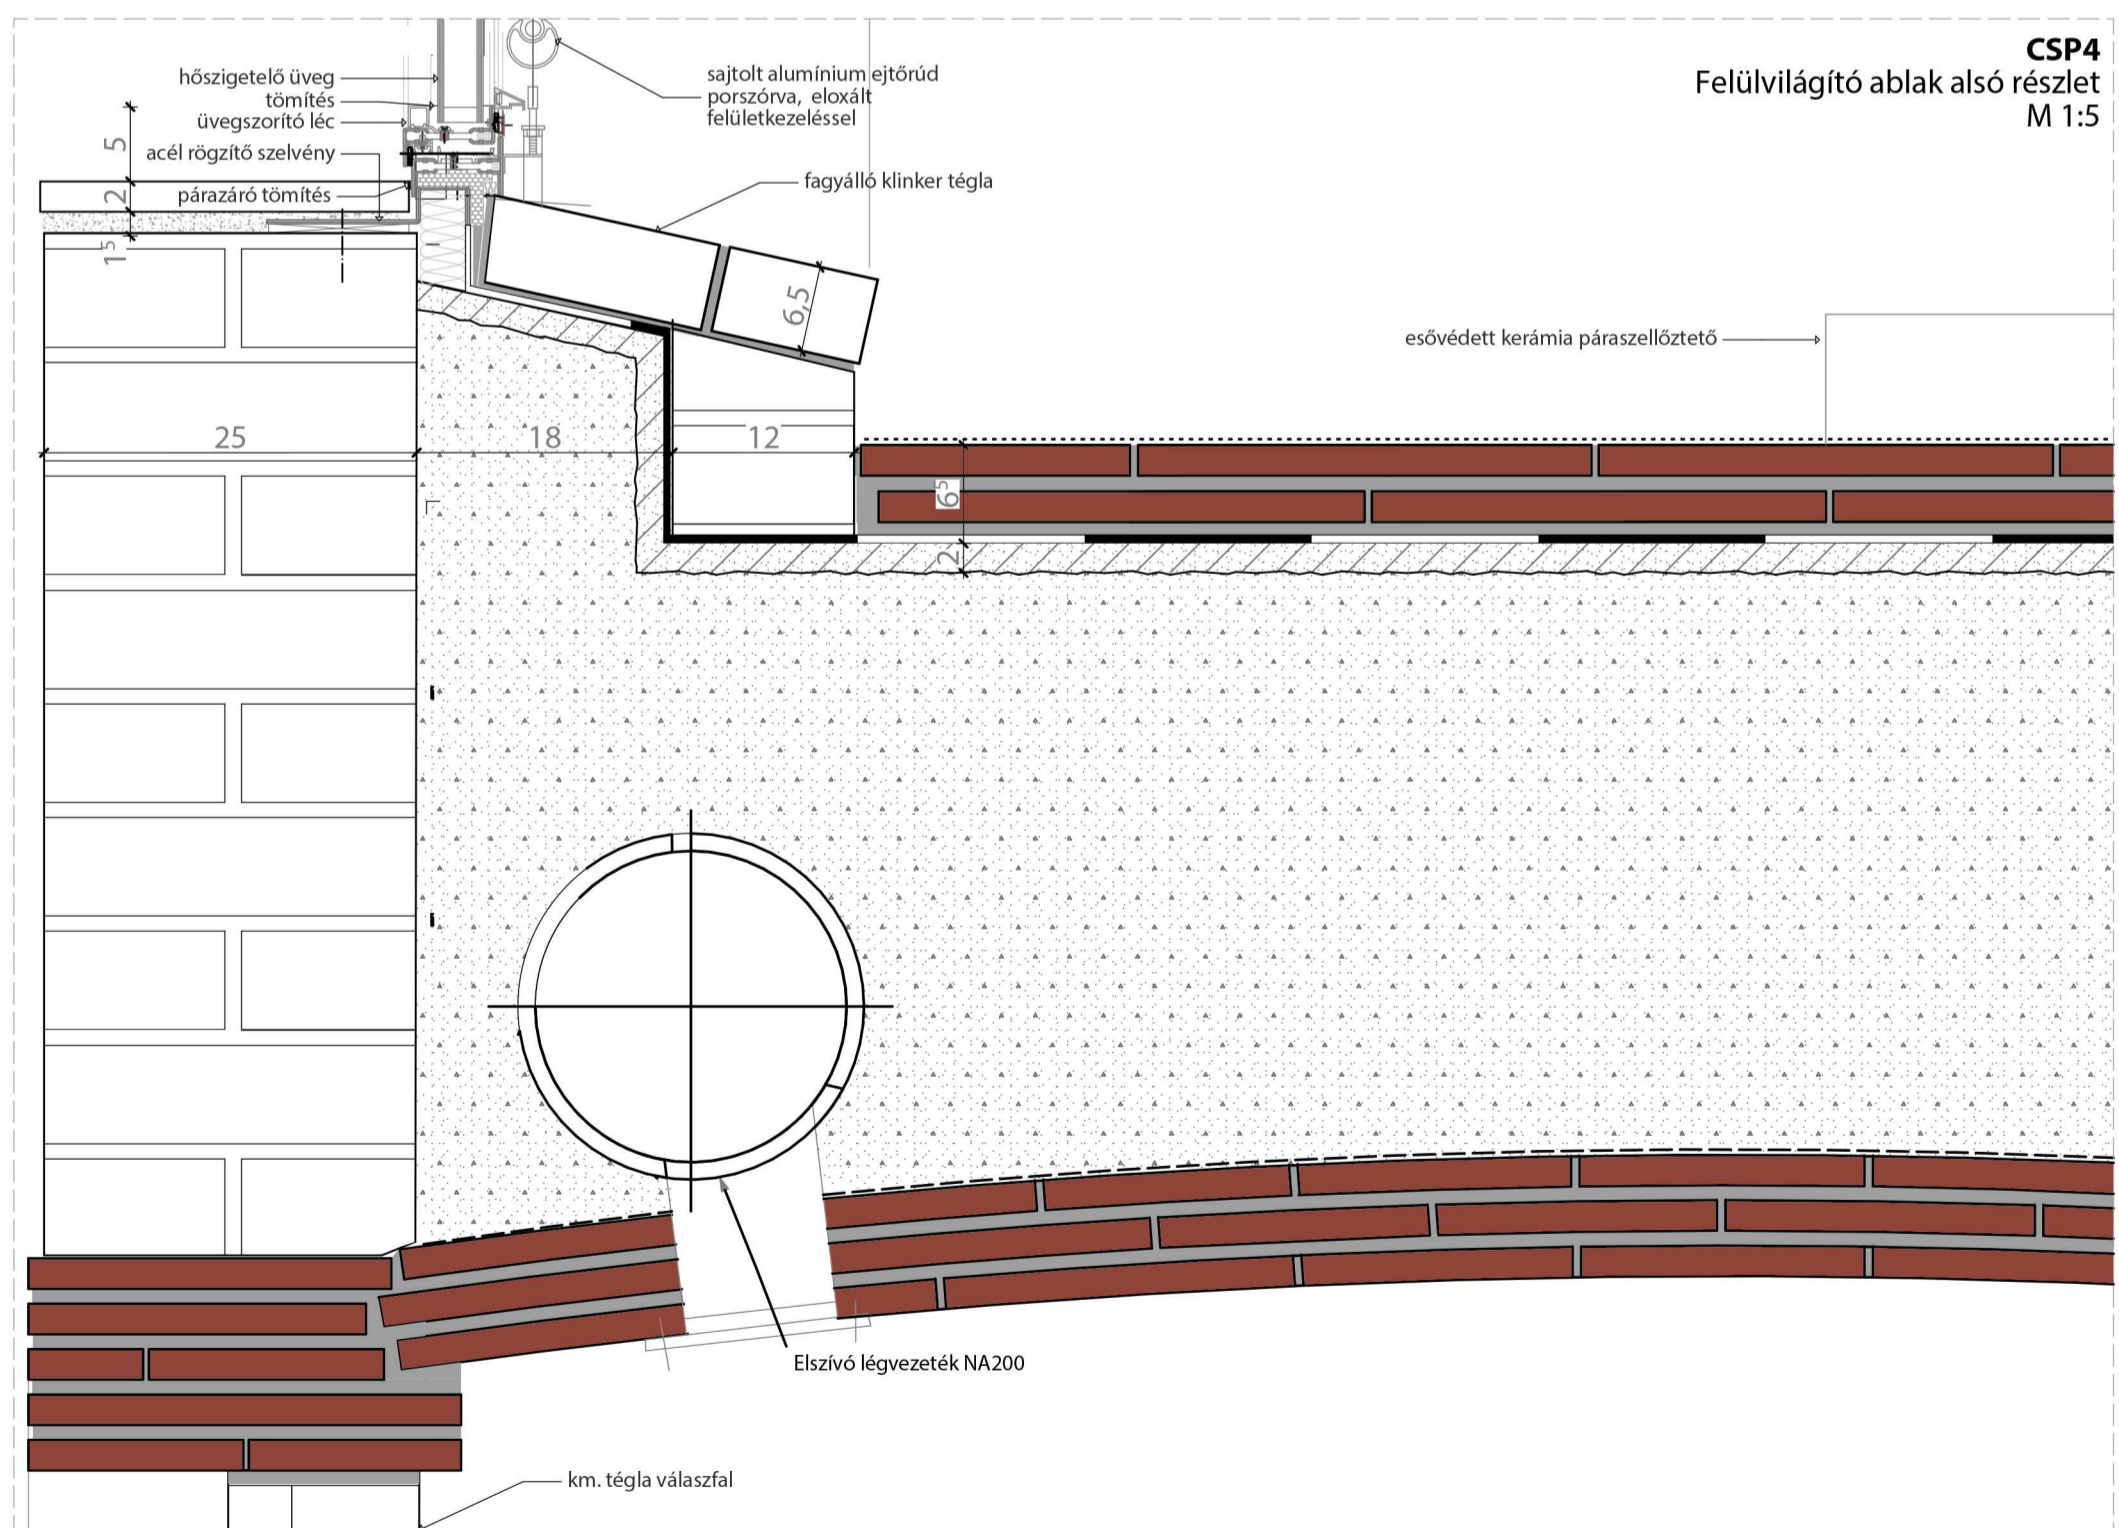 CSP4
Felülvilágító ablak alsó részlet
M 1:5
hőszigetelő üveg
tömítés
üvegszorító léc
acél rögzítő szelvény
párazáró tömítés
sajtolt alumínium ejtőrúd
porszórva, eloxált
felületkezeléssel
fagyálló klinker tégla
esővédett kerámia páraszellőztető
5
2
1⁵
6,5
25
18
12
6⁵
2
Elszívó légvezeték NA200
km. tégla válaszfal